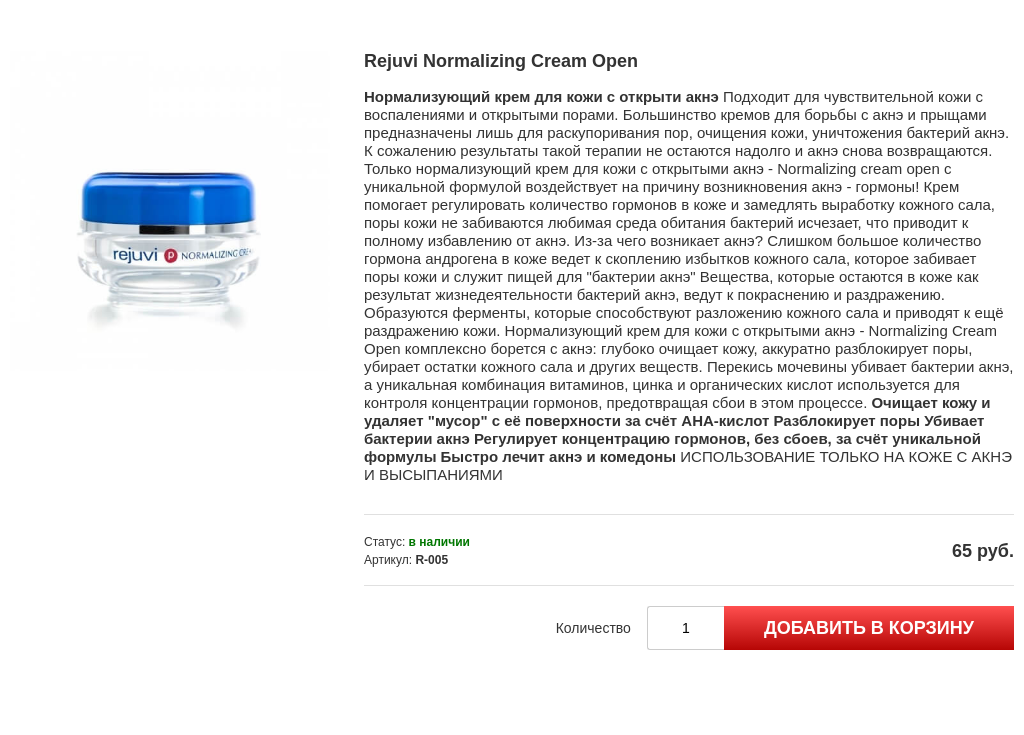 Rejuvi Normalizing Cream Open
Нормализующий крем для кожи с открыти акнэ Подходит для чувствительной кожи с
воспалениями и открытыми порами. Большинство кремов для борьбы с акнэ и прыщами
предназначены лишь для раскупоривания пор, очищения кожи, уничтожения бактерий акнэ.
К сожалению результаты такой терапии не остаются надолго и акнэ снова возвращаются.
Только нормализующий крем для кожи с открытыми акнэ - Normalizing cream open с
уникальной формулой воздействует на причину возникновения акнэ - гормоны! Крем
помогает регулировать количество гормонов в коже и замедлять выработку кожного сала,
поры кожи не забиваются любимая среда обитания бактерий исчезает, что приводит к
полному избавлению от акнэ. Из-за чего возникает акнэ? Слишком большое количество
гормона андрогена в коже ведет к скоплению избытков кожного сала, которое забивает
поры кожи и служит пищей для "бактерии акнэ" Вещества, которые остаются в коже как
результат жизнедеятельности бактерий акнэ, ведут к покраснению и раздражению.
Образуются ферменты, которые способствуют разложению кожного сала и приводят к ещё
раздражению кожи. Нормализующий крем для кожи с открытыми акнэ - Normalizing Cream
Open комплексно борется с акнэ: глубоко очищает кожу, аккуратно разблокирует поры,
убирает остатки кожного сала и других веществ. Перекись мочевины убивает бактерии акнэ,
а уникальная комбинация витаминов, цинка и органических кислот используется для
контроля концентрации гормонов, предотвращая сбои в этом процессе. Очищает кожу и
удаляет "мусор" с её поверхности за счёт АНА-кислот Разблокирует поры Убивает
бактерии акнэ Регулирует концентрацию гормонов, без сбоев, за счёт уникальной
формулы Быстро лечит акнэ и комедоны ИСПОЛЬЗОВАНИЕ ТОЛЬКО НА КОЖЕ С АКНЭ
И ВЫСЫПАНИЯМИ
rejuvi p NORMALIZING
Статус: в наличии
Артикул: R-005
65 руб.
Количество 1 ДОБАВИТЬ В КОРЗИНУ